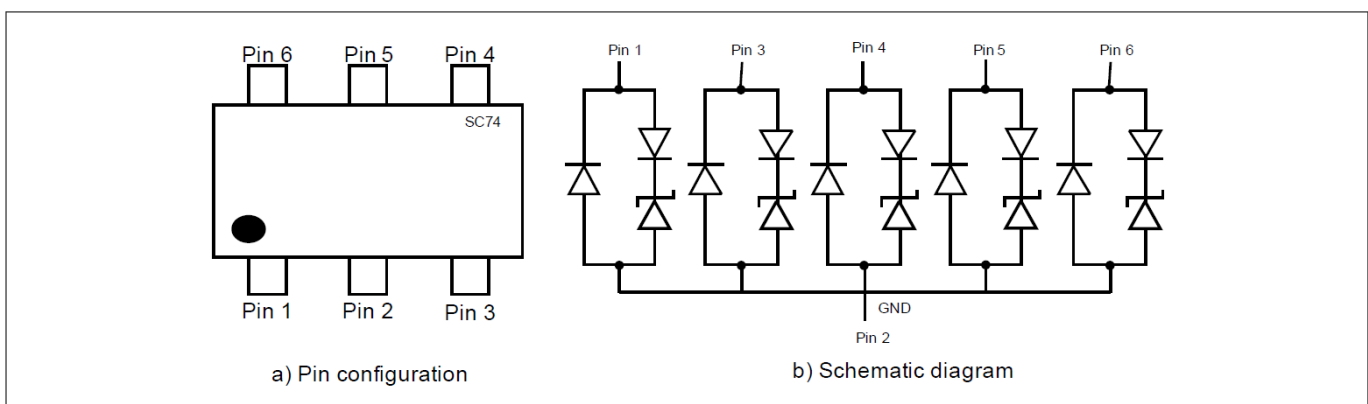 Pin 6 Pin 5 Pin 4
SC74
Pin 1 Pin 2 Pin 3
a) Pin configuration
Pin 1 Pin 3 Pin 4 Pin 5 Pin 6
GND
Pin 2
b) Schematic diagram